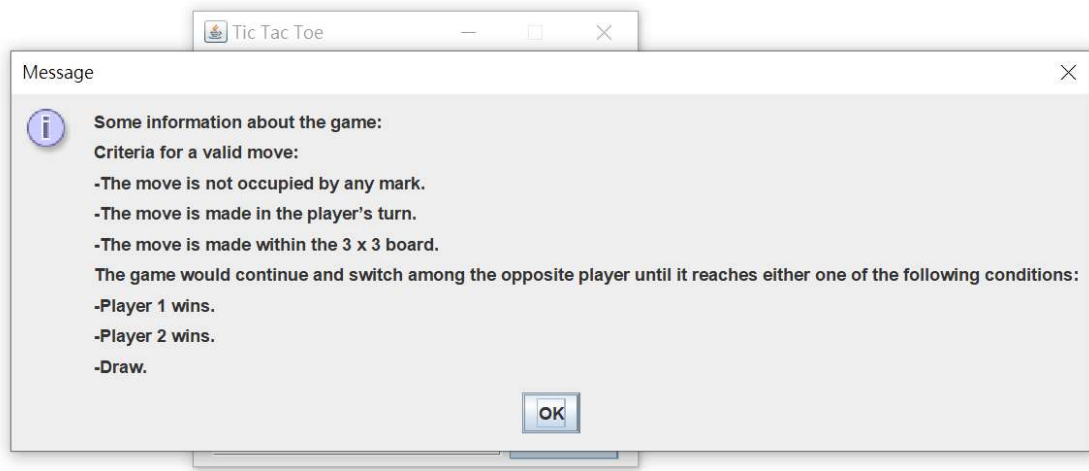 Tic Tac Toe
Message
Some information about the game:
Criteria for a valid move:
-The move is not occupied by any mark.
-The move is made in the player's turn.
-The move is made within the 3 x 3 board.
The game would continue and switch among the opposite player until it reaches either one of the following conditions:
-Player 1 wins.
-Player 2 wins.
-Draw.
OK